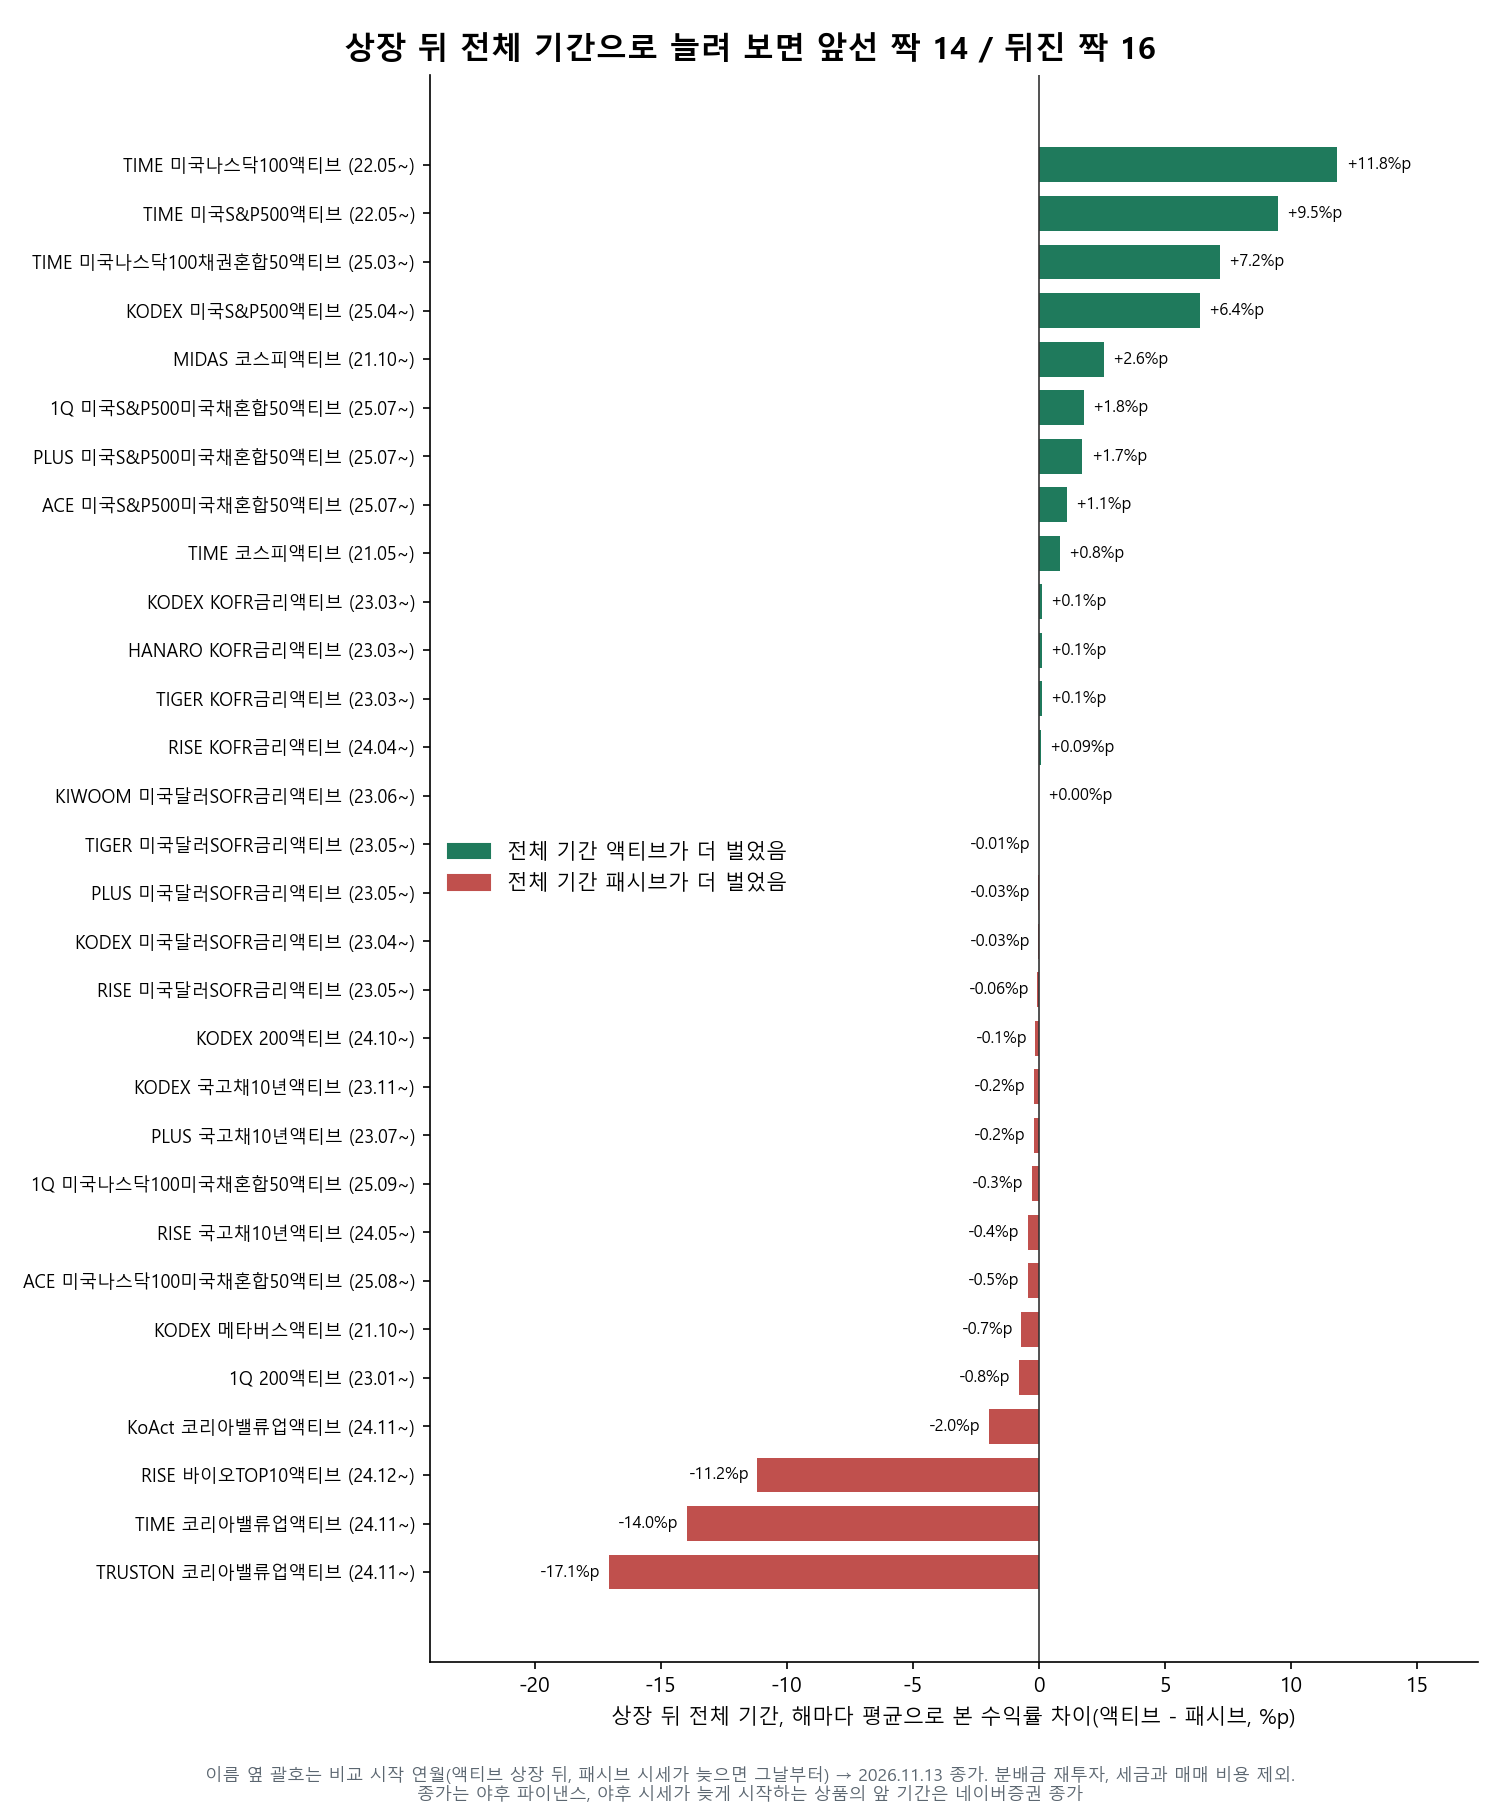 상장 뒤 전체 기간으로 늘려 보면 앞선 짝 14 / 뒤진 짝 16
TIME 미국나스닥100액티브 (22.05~) +11.8%p
TIME 미국S&P500액티브 (22.05~) +9.5%p
TIME 미국나스닥100채권혼합50액티브 (25.03~) +7.2%p
KODEX 미국S&P500액티브 (25.04~) +6.4%p
MIDAS 코스피액티브 (21.10~) +2.6%p
1Q 미국S&P500미국채혼합50액티브 (25.07~) +1.8%p
PLUS 미국S&P500미국채혼합50액티브 (25.07~) +1.7%p
ACE 미국S&P500미국채혼합50액티브 (25.07~) +1.1%p
TIME 코스피액티브 (21.05~) +0.8%p
KODEX KOFR금리액티브 (23.03~) +0.1%p
HANARO KOFR금리액티브 (23.03~) +0.1%p
TIGER KOFR금리액티브 (23.03~) +0.1%p
RISE KOFR금리액티브 (24.04~) +0.09%p
KIWOOM 미국달러SOFR금리액티브 (23.06~) +0.00%p
TIGER 미국달러SOFR금리액티브 (23.05~) -0.01%p
전체 기간 액티브가 더 벌었음
전체 기간 패시브가 더 벌었음
PLUS 미국달러SOFR금리액티브 (23.05~) -0.03%p
KODEX 미국달러SOFR금리액티브 (23.04~) -0.03%p
RISE 미국달러SOFR금리액티브 (23.05~) -0.06%p
KODEX 200액티브 (24.10~) -0.1%p
KODEX 국고채10년액티브 (23.11~) -0.2%p
PLUS 국고채10년액티브 (23.07~) -0.2%p
1Q 미국나스닥100미국채혼합50액티브 (25.09~) -0.3%p
RISE 국고채10년액티브 (24.05~) -0.4%p
ACE 미국나스닥100미국채혼합50액티브 (25.08~) -0.5%p
KODEX 메타버스액티브 (21.10~) -0.7%p
1Q 200액티브 (23.01~) -0.8%p
KoAct 코리아밸류업액티브 (24.11~) -2.0%p
RISE 바이오TOP10액티브 (24.12~) -11.2%p
TIME 코리아밸류업액티브 (24.11~) -14.0%p
TRUSTON 코리아밸류업액티브 (24.11~) -17.1%p
-20 -15 -10 -5 0 5 10 15
상장 뒤 전체 기간, 해마다 평균으로 본 수익률 차이(액티브 - 패시브, %p)
이름 옆 괄호는 비교 시작 연월(액티브 상장 뒤, 패시브 시세가 늦으면 그날부터) → 2026.11.13 종가. 분배금 재투자, 세금과 매매 비용 제외.
종가는 야후 파이낸스, 야후 시세가 늦게 시작하는 상품의 앞 기간은 네이버증권 종가